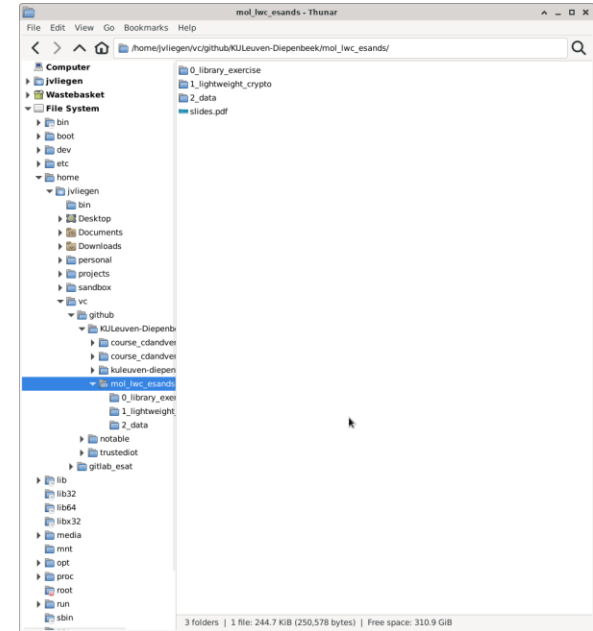 mol_lwc_esands - Thunar
File Edit View Go Bookmarks Help
/home/jvliegen/vc/github/KULeuven-Diepenbeek/mol_lwc_esands/
Computer
jvliegen
Wastebasket
File System
bin
boot
dev
etc
home
jvliegen
bin
Desktop
Documents
Downloads
personal
projects
sandbox
vc
github
KULeuven-Diepenb
course_cdandver
course_cdandver
kuleuven-diepen
mol_lwc_esands
0_library_exer
1_lightweight_
2_data
notable
trustediot
gitlab_esat
lib
lib32
lib64
libx32
media
mnt
opt
proc
root
run
sbin
0_library_exercise
1_lightweight_crypto
2_data
slides.pdf
3 folders | 1 file: 244.7 KiB (250,578 bytes) | Free space: 310.9 GiB